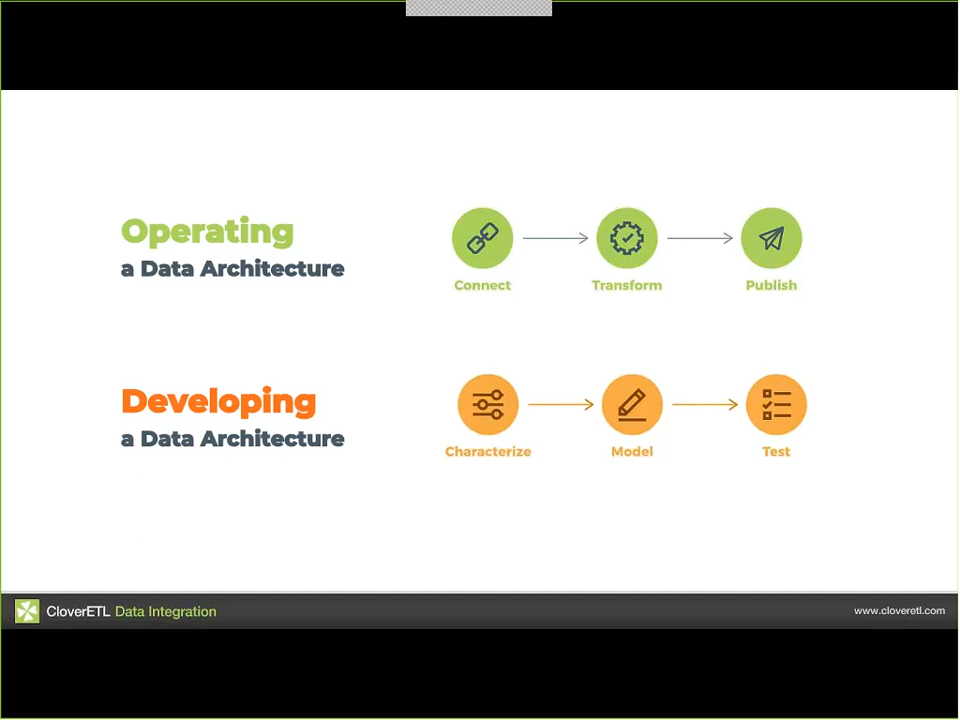 Operating
a Data Architecture
Connect
Transform
Publish
Developing
a Data Architecture
Characterize
Model
Test
CloverETL Data Integration
www.cloveretl.com